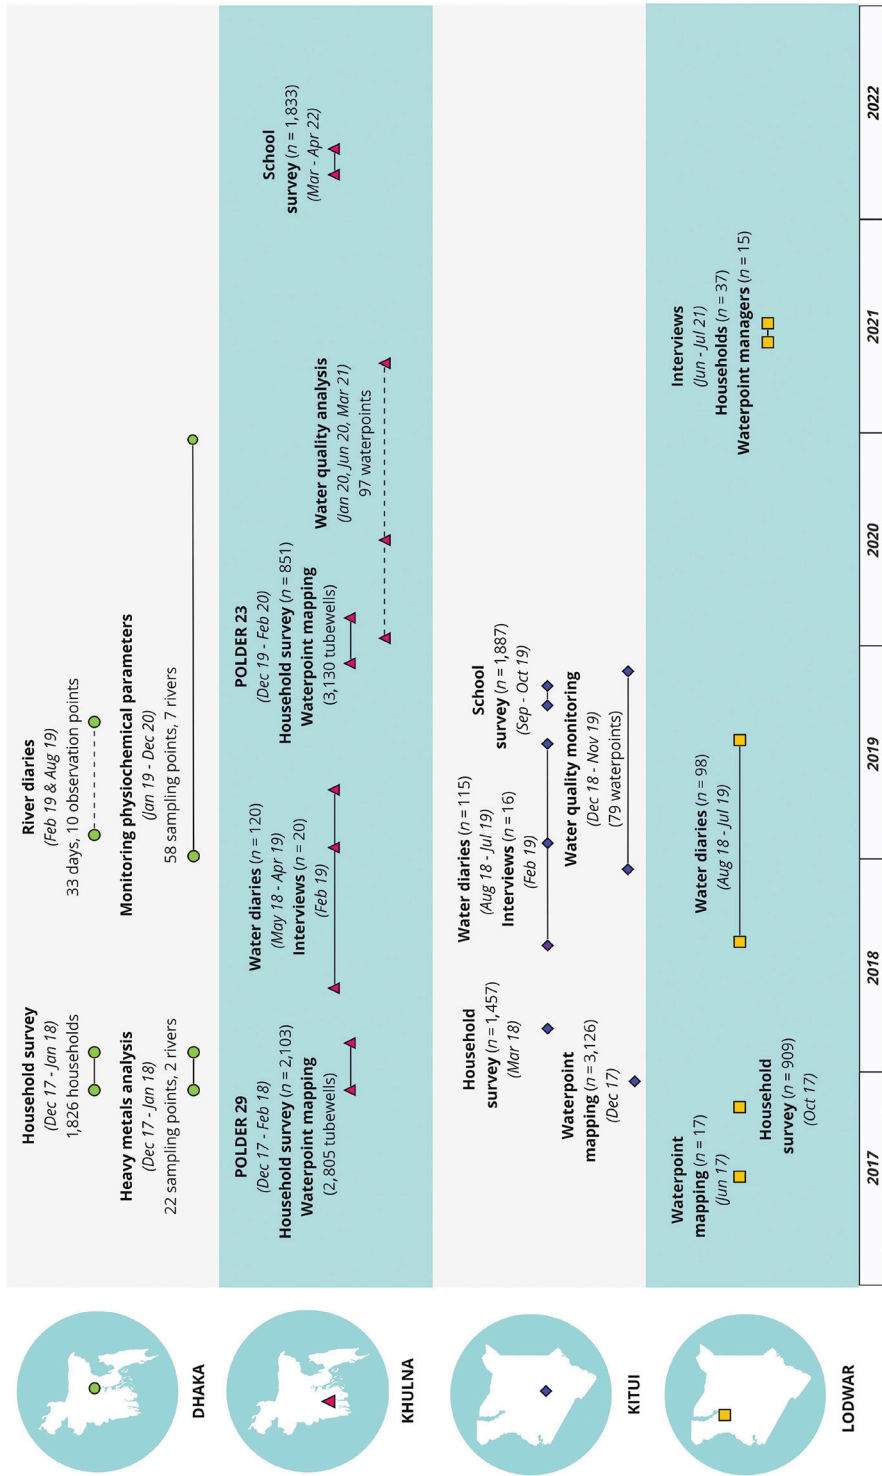 DHAKA
Household survey
(Dec 17 - Jan 18)
1,826 households
Heavy metals analysis
(Dec 17 - Jan 18)
22 sampling points, 2 rivers
River diaries
(Feb 19 & Aug 19)
33 days, 10 observation points
Monitoring physiochemical parameters
(Jan 19 - Dec 20)
58 sampling points, 7 rivers
KHULNA
POLDER 29
(Dec 17 - Feb 18)
Household survey (n = 2,103)
Waterpoint mapping
(2,805 tubewells)
Water diaries (n = 120)
(May 18 - Apr 19)
Interviews (n = 20)
(Feb 19)
POLDER 23
(Dec 19 - Feb 20)
Household survey (n = 851)
Waterpoint mapping
(3,130 tubewells)
Water quality analysis
(Jan 20, Jun 20, Mar 21)
97 waterpoints
School
survey (n = 1,833)
(Mar - Apr 22)
KITUI
Household
survey (n = 1,457)
(Mar 18)
Waterpoint
mapping (n = 3,126)
(Dec 17)
Water diaries (n = 115)
(Aug 18 - Jul 19)
Interviews (n = 16)
(Feb 19)
School
survey (n = 1,887)
(Sep - Oct 19)
Water quality monitoring
(Dec 18 - Nov 19)
(79 waterpoints)
LODWAR
Waterpoint
mapping (n = 17)
(Jun 17)
Household
survey (n = 909)
(Oct 17)
Water diaries (n = 98)
(Aug 18 - Jul 19)
Interviews
(Jun - Jul 21)
Households (n = 37)
Waterpoint managers (n = 15)
2017
2018
2019
2020
2021
2022